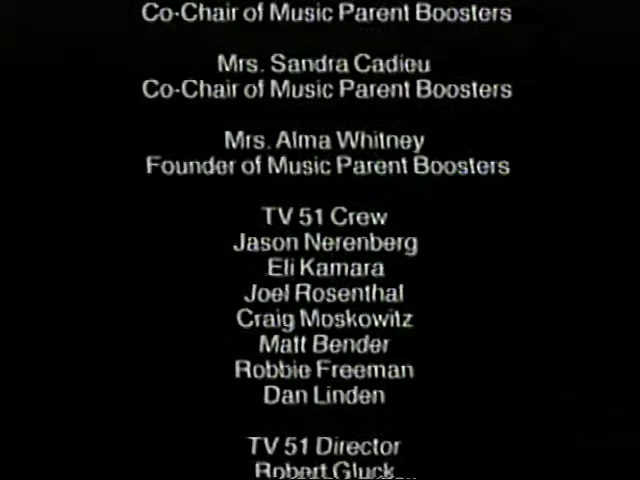 Co-Chair of Music Parent Boosters
Mrs. Sandra Cadieu
Co-Chair of Music Parent Boosters
Mrs. Alma Whitney
Founder of Music Parent Boosters
TV 51 Crew
Jason Nerenberg
Eli Kamara
Joel Rosenthal
Craig Moskowitz
Matt Bender
Robbie Freeman
Dan Linden
TV 51 Director
Robert Gluck